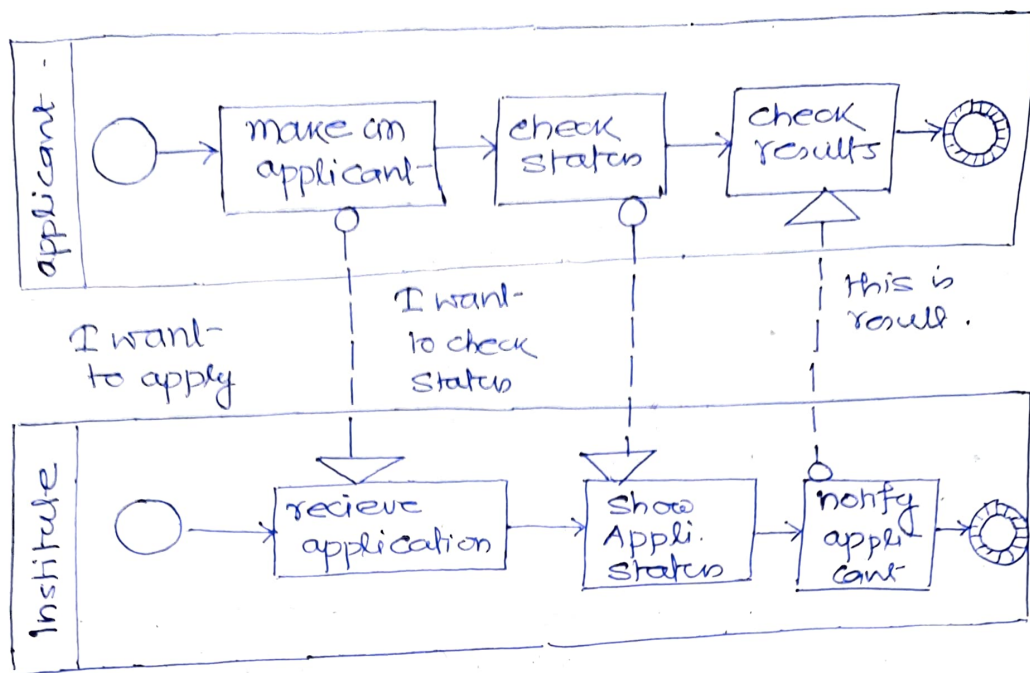 applicant
make an
applicant
check
status
check
results
I want
to apply
I want
to check
status
this is
result.
Institute
recieve
application
show
Appli.
status
notify
appli
cant